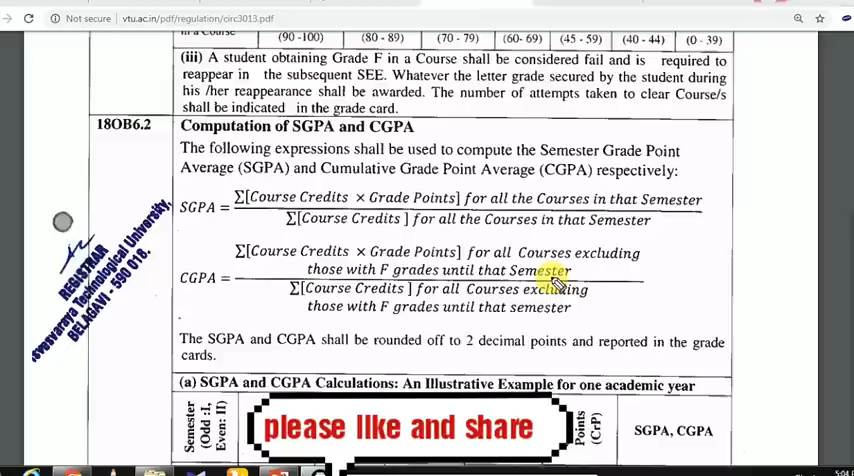 Not secure | vtu.ac.in/pdf/regulation/circ3013.pdf
in a Course (90 -100) (80 - 89) (70 - 79) (60- 69) (45 - 59) (40 - 44) (0 - 39)
(iii) A student obtaining Grade F in a Course shall be considered fail and is required to
reappear in the subsequent SEE. Whatever the letter grade secured by the student during
his /her reappearance shall be awarded. The number of attempts taken to clear Course/s
shall be indicated in the grade card.
18OB6.2 Computation of SGPA and CGPA
The following expressions shall be used to compute the Semester Grade Point
Average (SGPA) and Cumulative Grade Point Average (CGPA) respectively:
∑[Course Credits × Grade Points] for all the Courses in that Semester
SGPA =
∑[Course Credits ] for all the Courses in that Semester
∑[Course Credits × Grade Points] for all Courses excluding
those with F grades until that Semester
CGPA =
∑[Course Credits ] for all Courses excluding
those with F grades until that semester
REGISTRAR
svasvaraya Technological University,
BELAGAVI - 590 018.
The SGPA and CGPA shall be rounded off to 2 decimal points and reported in the grade
cards.
(a) SGPA and CGPA Calculations: An Illustrative Example for one academic year
Semester
(Odd :I,
Even: II)
please lIke and share
Points
(CrP)
SGPA, CGPA